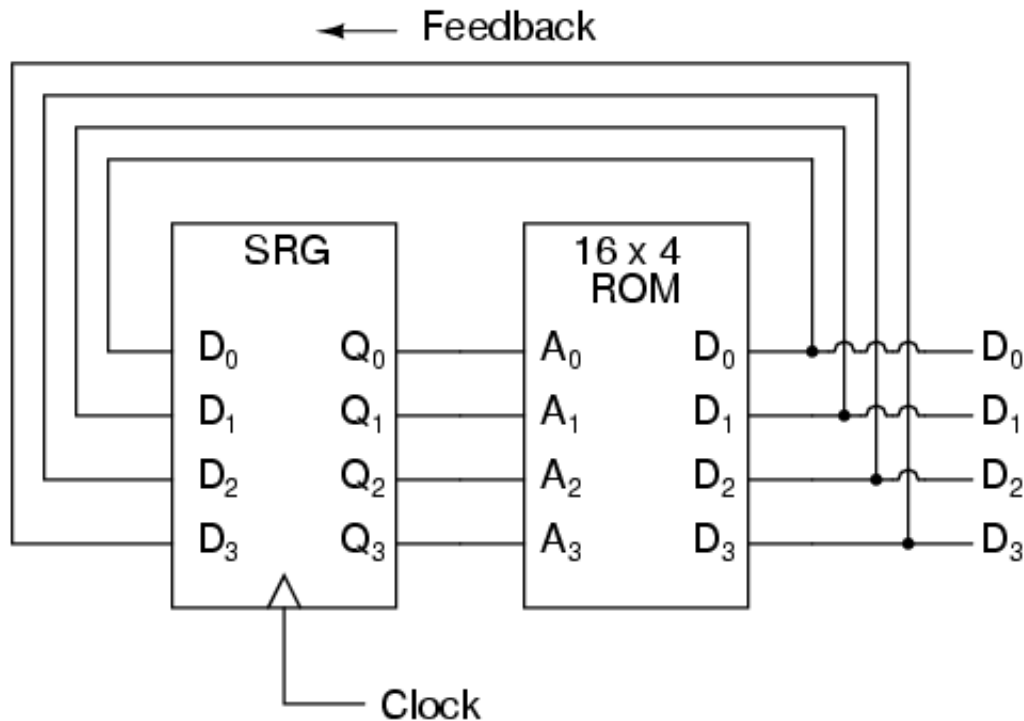 Feedback
SRG
16 x 4
ROM
D₀ Q₀ A₀ D₀ D₀
D₁ Q₁ A₁ D₁ D₁
D₂ Q₂ A₂ D₂ D₂
D₃ Q₃ A₃ D₃ D₃
Clock